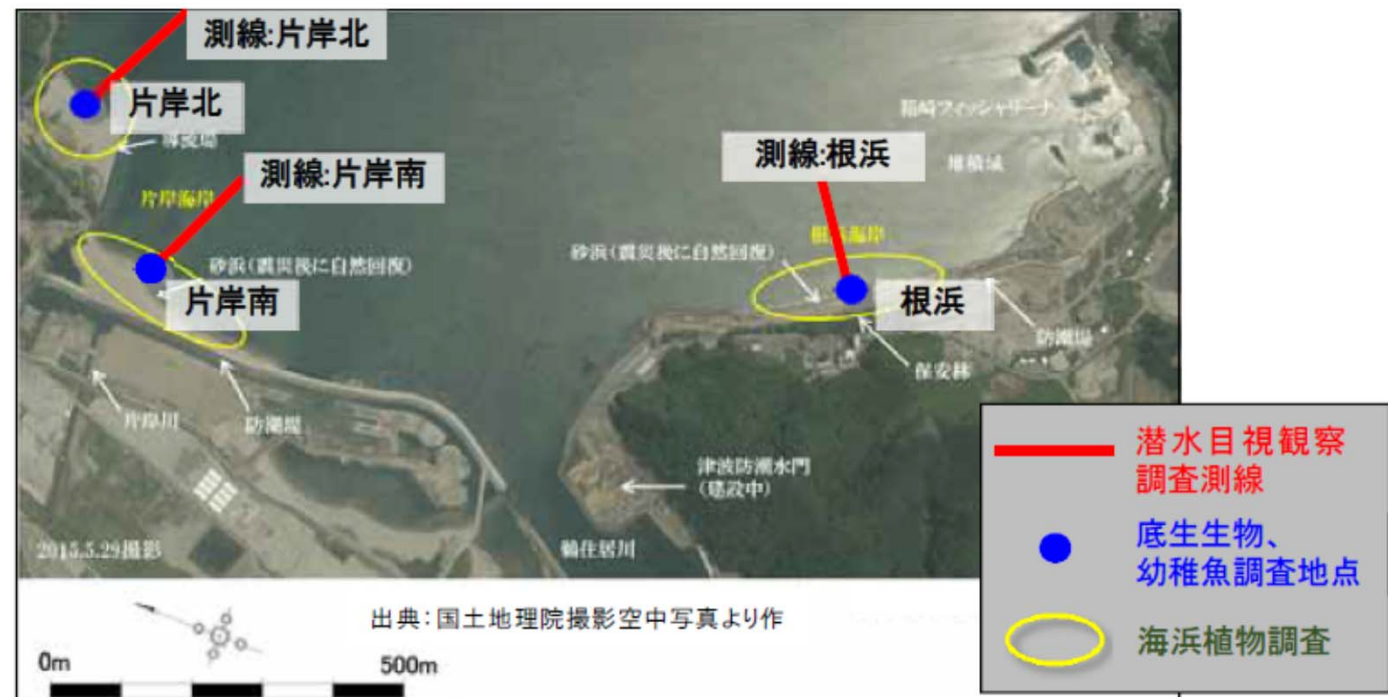 測線:片岸北
片岸北
導流堤
測線:片岸南
片岸海岸
砂浜(震災後に自然回復)
片岸南
片岸川
防潮堤
2015.5.29撮影
測線:根浜
箱崎フィッシャリーナ
堆積域
根浜海岸
砂浜(震災後に自然回復)
根浜
防潮堤
保安林
津波防潮水門
(建設中)
鵜住居川
出典:国土地理院撮影空中写真より作
0m
500m
潜水目視観察
調査測線
底生生物、
幼稚魚調査地点
海浜植物調査